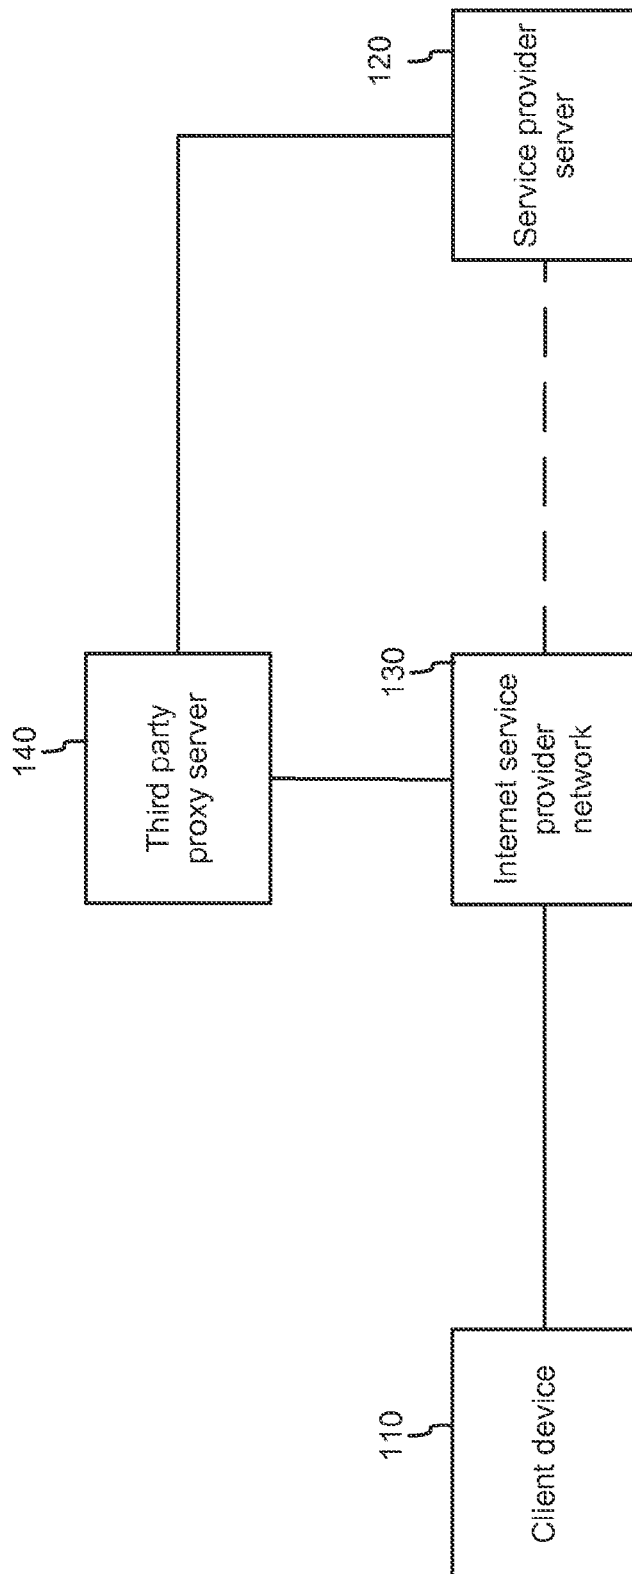 140
Third party
proxy server
110
Client device
130
Internet service
provider
network
120
Service provider
server